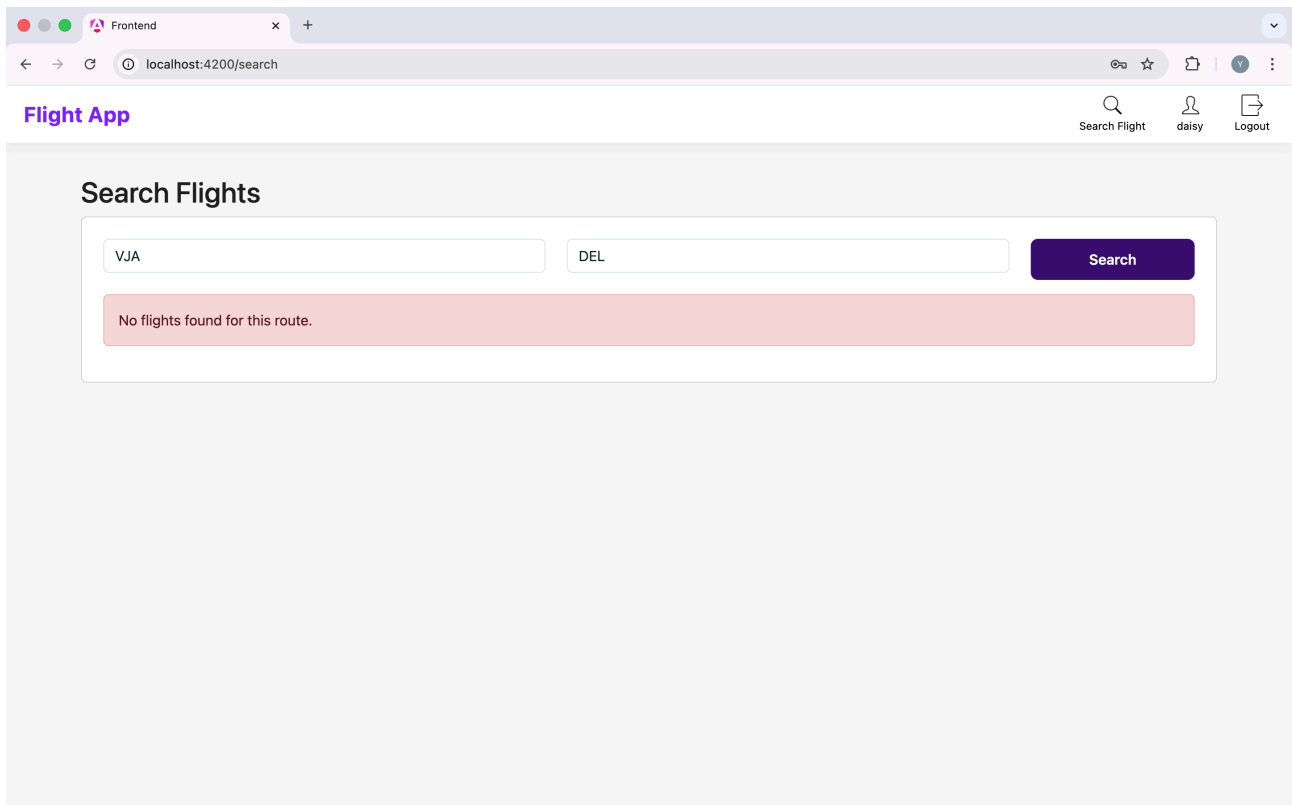 Frontend
localhost:4200/search
Y
Flight App
Search Flight
daisy
Logout
Search Flights
VJA
DEL
Search
No flights found for this route.